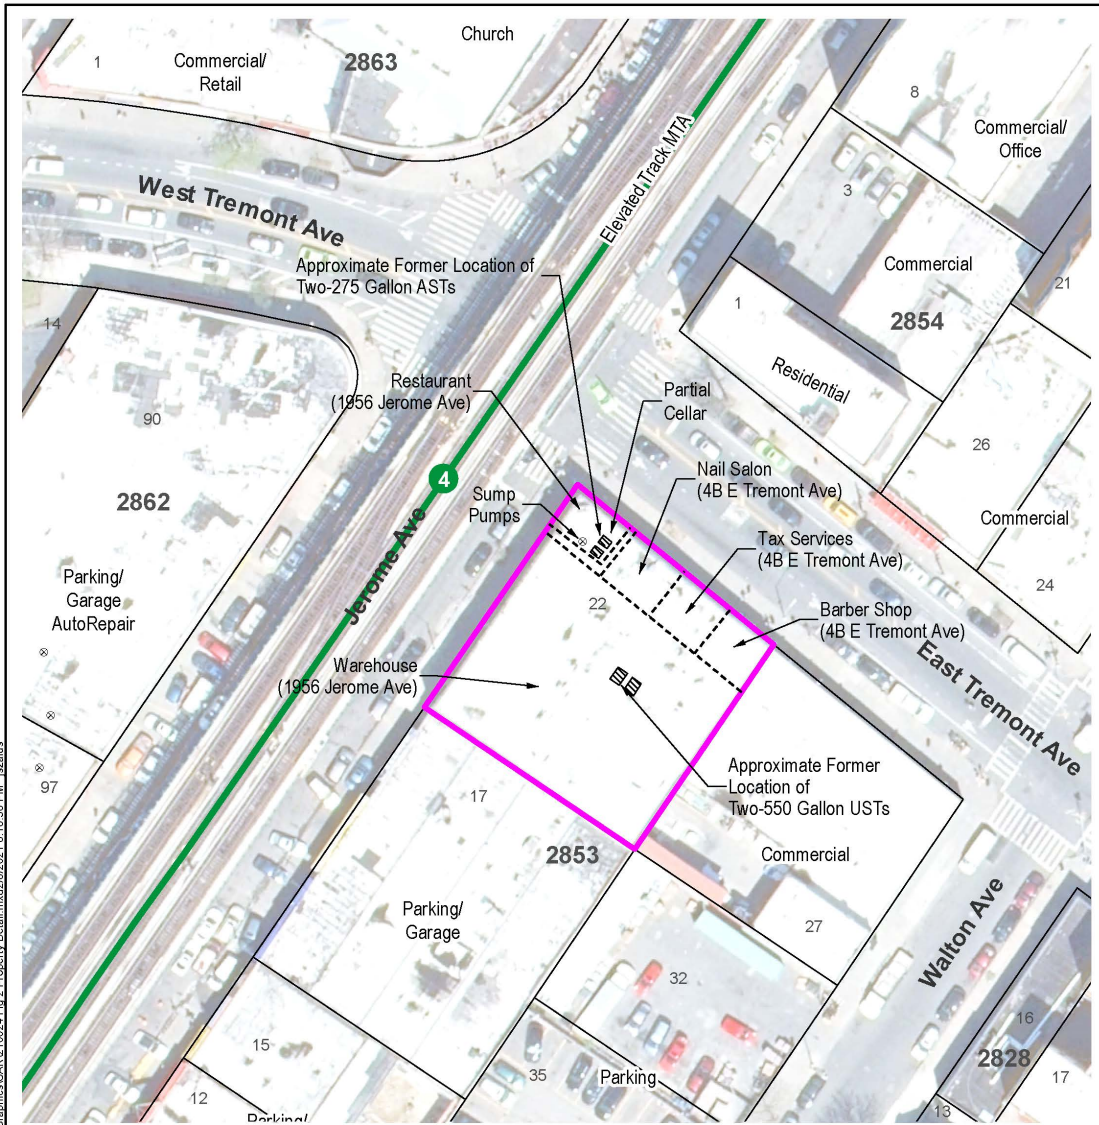 Church
1
Commercial/
Retail
2863
8
Commercial/
Office
Elevated Track MTA
3
West Tremont Ave
Approximate Former Location of
Two-275 Gallon ASTs
Commercial
21
1
2854
14
Residential
Restaurant
(1956 Jerome Ave)
Partial
Cellar
90
26
Nail Salon
(4B E Tremont Ave)
4
2862
Sump
Pumps
Commercial
Jerome Ave
Tax Services
(4B E Tremont Ave)
Parking/
Garage
AutoRepair
24
22
Barber Shop
(4B E Tremont Ave)
East Tremont Ave
Warehouse
(1956 Jerome Ave)
97
Approximate Former
Location of
Two-550 Gallon USTs
17
2853
Commercial
Parking/
Garage
27
Walton Ave
32
16
15
2828
35
Parking
17
12
13
Parking/